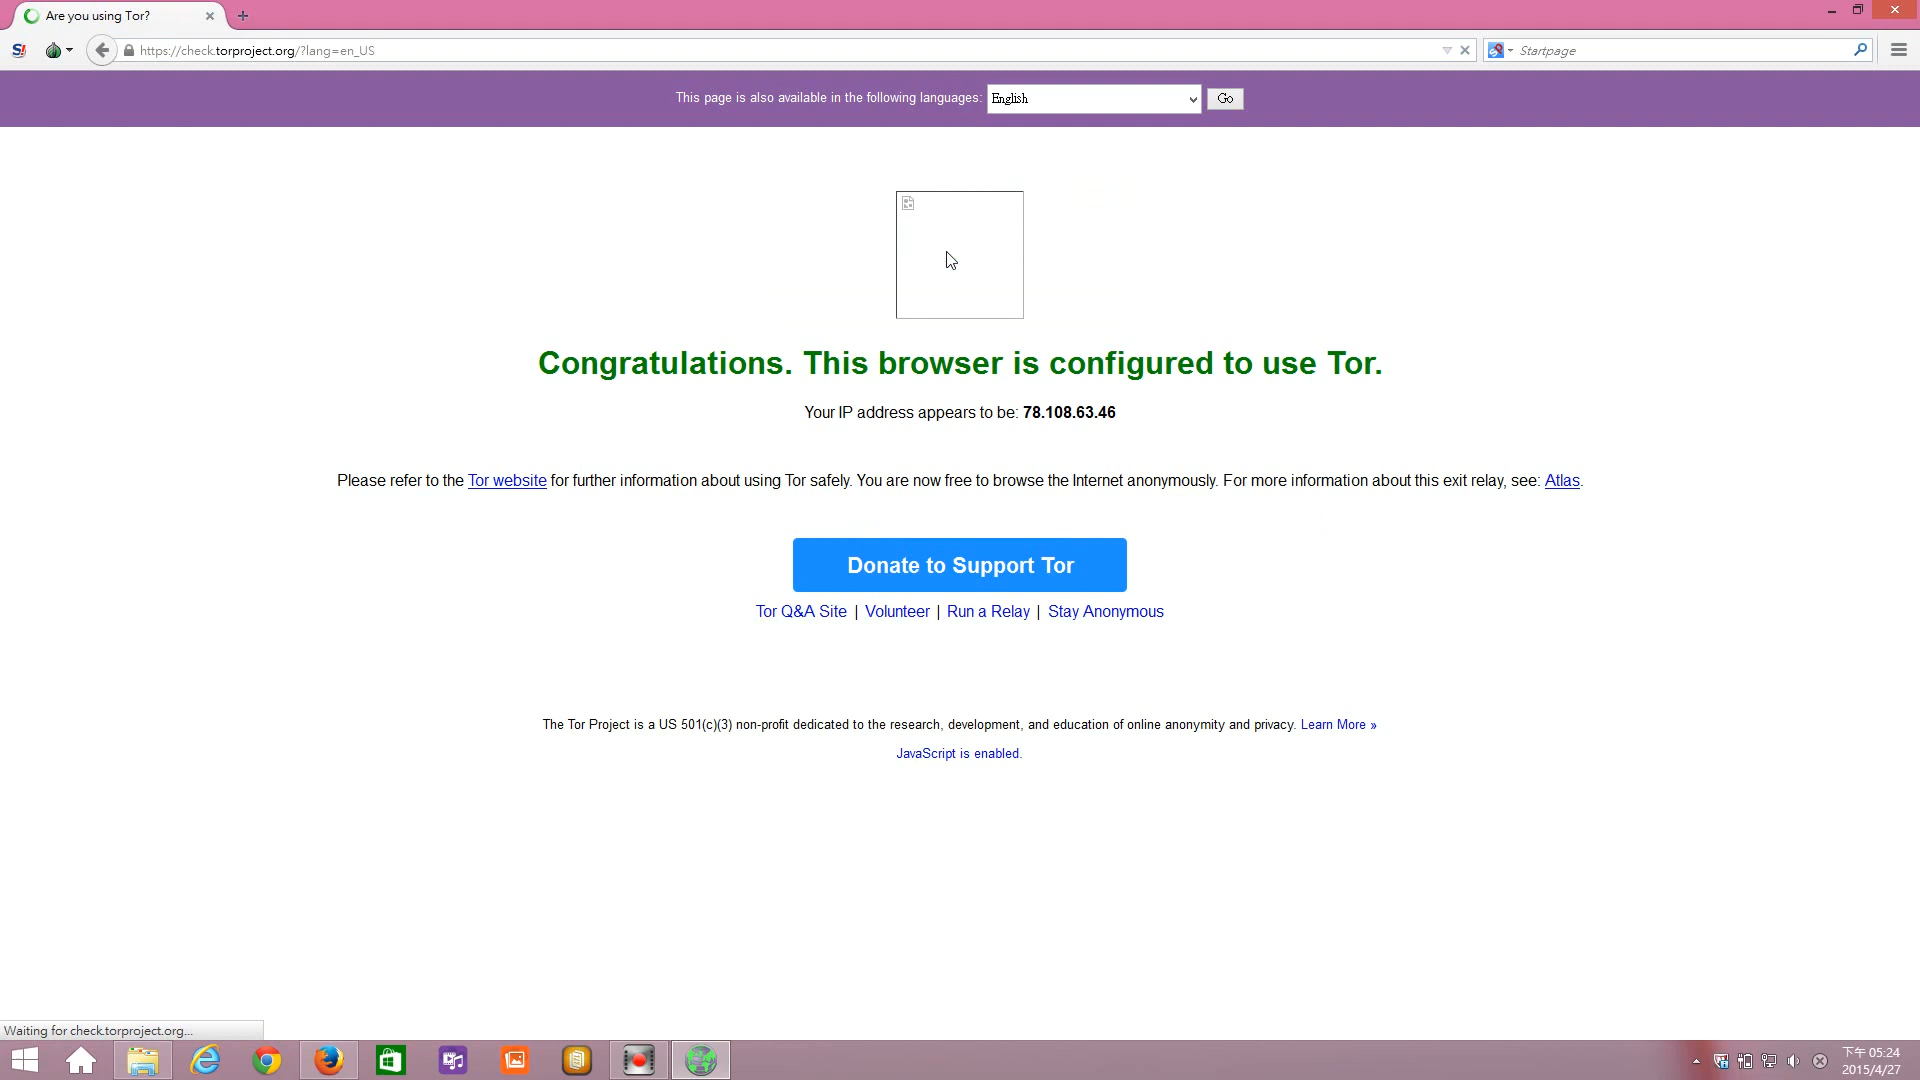 Are you using Tor?
https://check.torproject.org/?lang=en_US
Startpage
This page is also available in the following languages: English Go
Congratulations. This browser is configured to use Tor.
Your IP address appears to be: 78.108.63.46
Please refer to the Tor website for further information about using Tor safely. You are now free to browse the Internet anonymously. For more information about this exit relay, see: Atlas.
Donate to Support Tor
Tor Q&A Site | Volunteer | Run a Relay | Stay Anonymous
The Tor Project is a US 501(c)(3) non-profit dedicated to the research, development, and education of online anonymity and privacy. Learn More »
JavaScript is enabled.
Waiting for check.torproject.org...
下午 05:24
2015/4/27